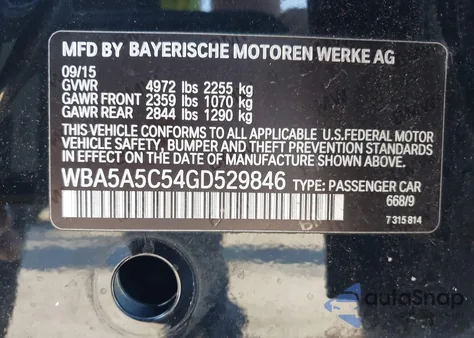 MFD BY BAYERISCHE MOTOREN WERKE AG
09/15
GVWR 4972 lbs 2255 kg
GAWR FRONT 2359 lbs 1070 kg
GAWR REAR 2844 lbs 1290 kg
THIS VEHICLE CONFORMS TO ALL APPLICABLE U.S.FEDERAL MOTOR
VEHICLE SAFETY, BUMPER AND THEFT PREVENTION STANDARDS
IN EFFECT ON THE DATE OF MANUFACTURE SHOWN ABOVE.
WBA5A5C54GD529846 TYPE: PASSENGER CAR
668/9
7 315 814
autoSnap